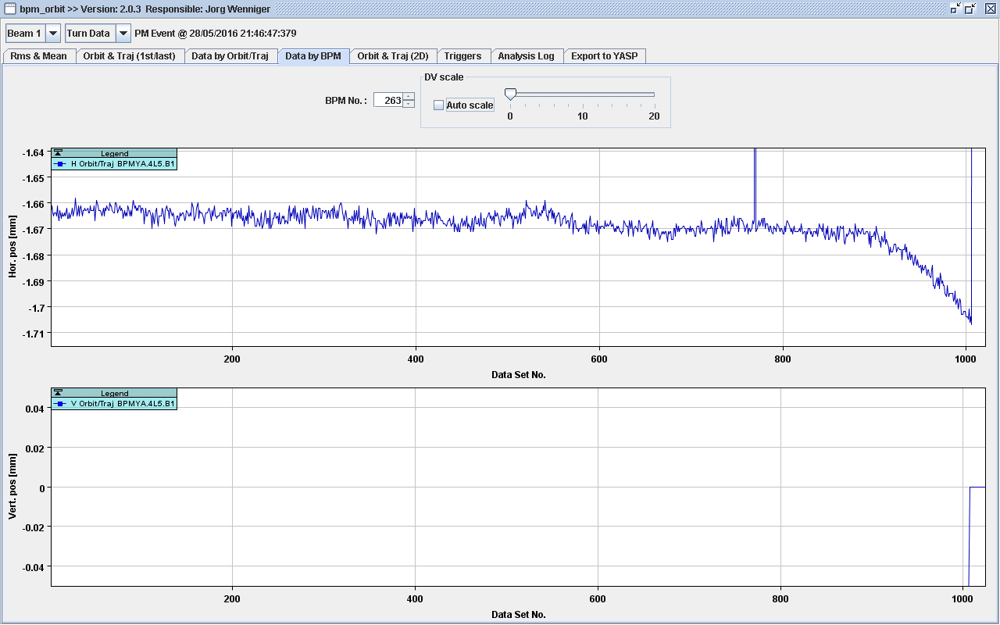 bpm_orbit >> Version: 2.0.3 Responsible: Jorg Wenniger
Beam 1 Turn Data PM Event @ 28/05/2016 21:46:47:379
Rms & Mean Orbit & Traj (1st/last) Data by Orbit/Traj Data by BPM Orbit & Traj (2D) Triggers Analysis Log Export to YASP
DV scale
BPM No. : 263 Auto scale
0 10 20
Legend
H Orbit/Traj BPMYA.4L5.B1
Hor. pos [mm]
-1.64
-1.65
-1.66
-1.67
-1.68
-1.69
-1.7
-1.71
200 400 600 800 1000
Data Set No.
Legend
V Orbit/Traj BPMYA.4L5.B1
Vert. pos [mm]
0.04
0.02
0
-0.02
-0.04
200 400 600 800 1000
Data Set No.